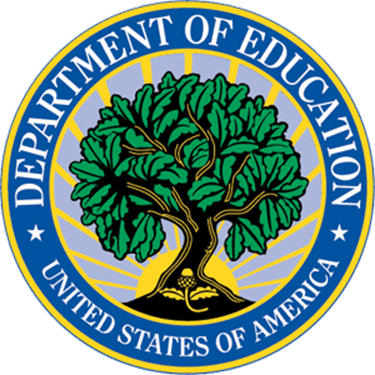 DEPARTMENT OF EDUCATION
UNITED STATES OF AMERICA